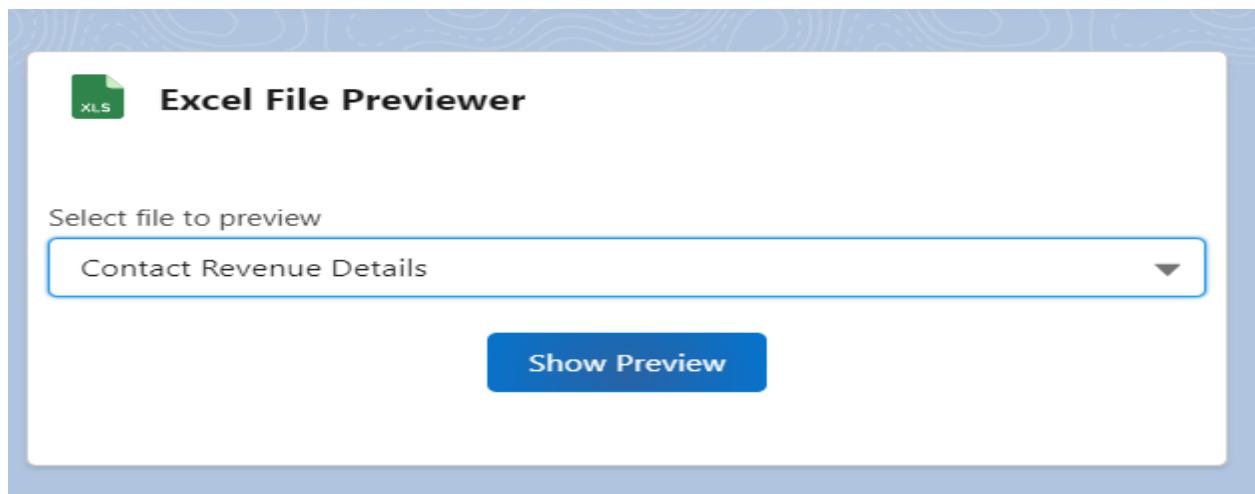 XLS
Excel File Previewer
Select file to preview
Contact Revenue Details
Show Preview